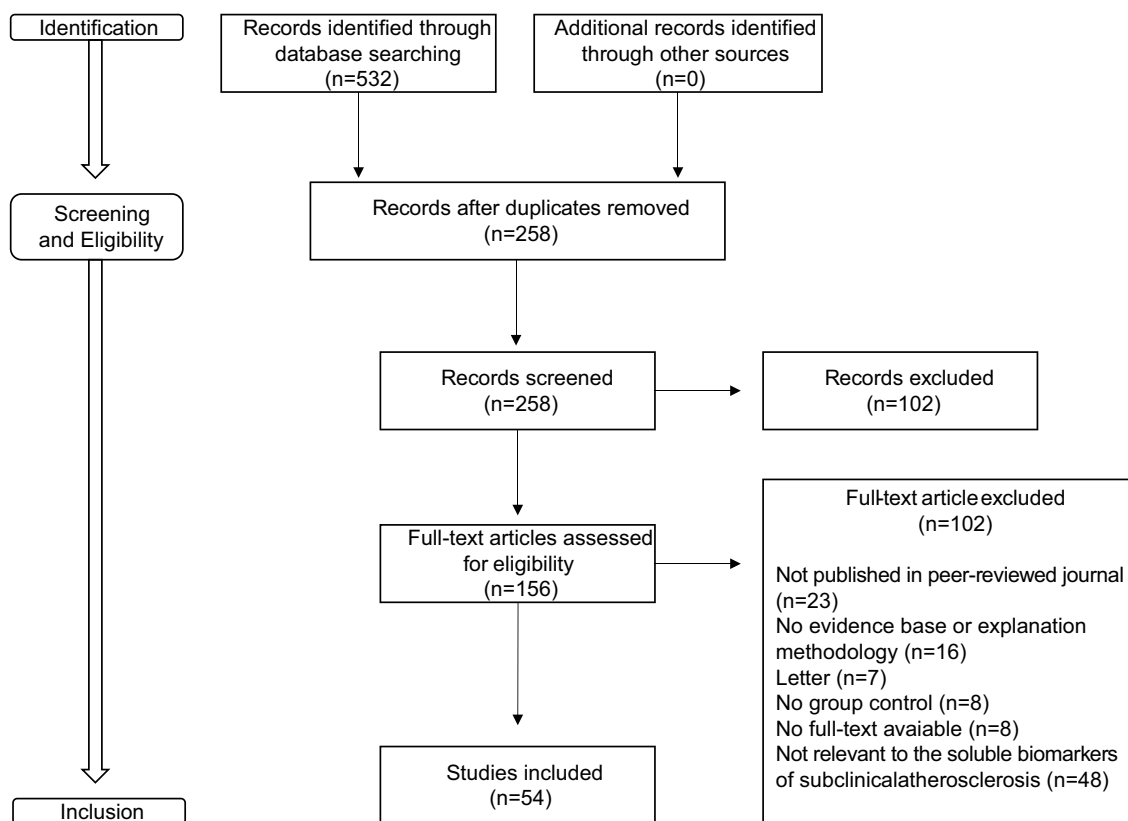 Identification
Records identified through
database searching
(n=532)
Additional records identified
through other sources
(n=0)
Screening
and Eligibility
Records after duplicates removed
(n=258)
Records screened
(n=258)
Records excluded
(n=102)
Full-text articles assessed
for eligibility
(n=156)
Full-text article excluded
(n=102)
Not published in peer-reviewed journal
(n=23)
No evidence base or explanation
methodology (n=16)
Letter (n=7)
No group control (n=8)
No full-text avaiable (n=8)
Not relevant to the soluble biomarkers
of subclinicalatherosclerosis (n=48)
Studies included
(n=54)
Inclusion